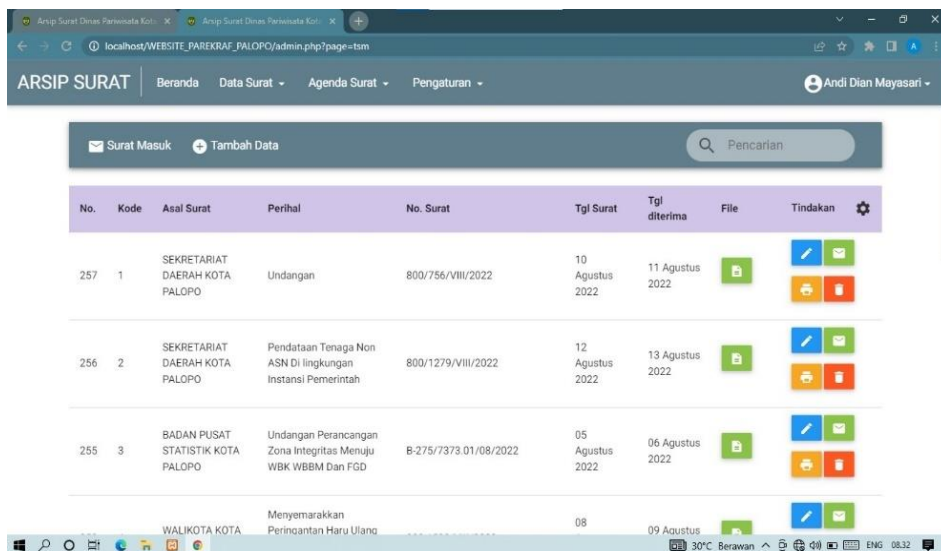 Arsip Surat Dinas Pariwisata Kota
Arsip Surat Dinas Pariwisata Kota
localhost/WEBSITE_PAREKRAF_PALOPO/admin.php?page=tsm
A
ARSIP SURAT Beranda Data Surat Agenda Surat Pengaturan Andi Dian Mayasari
Surat Masuk Tambah Data Pencarian
No. Kode Asal Surat Perihal No. Surat Tgl Surat Tgl diterima File Tindakan
257 1 SEKRETARIAT DAERAH KOTA PALOPO Undangan 800/756/VIII/2022 10 Agustus 2022 11 Agustus 2022
256 2 SEKRETARIAT DAERAH KOTA PALOPO Pendataan Tenaga Non ASN Di lingkungan Instansi Pemerintah 800/1279/VIII/2022 12 Agustus 2022 13 Agustus 2022
255 3 BADAN PUSAT STATISTIK KOTA PALOPO Undangan Perancangan Zona Integritas Menuju WBK WBBM Dan FGD B-275/7373.01/08/2022 05 Agustus 2022 06 Agustus 2022
WALIKOTA KOTA Menyemarakkan Peringantan Haru Ulang 08 09 Agustus
30°C Berawan ENG 08.32